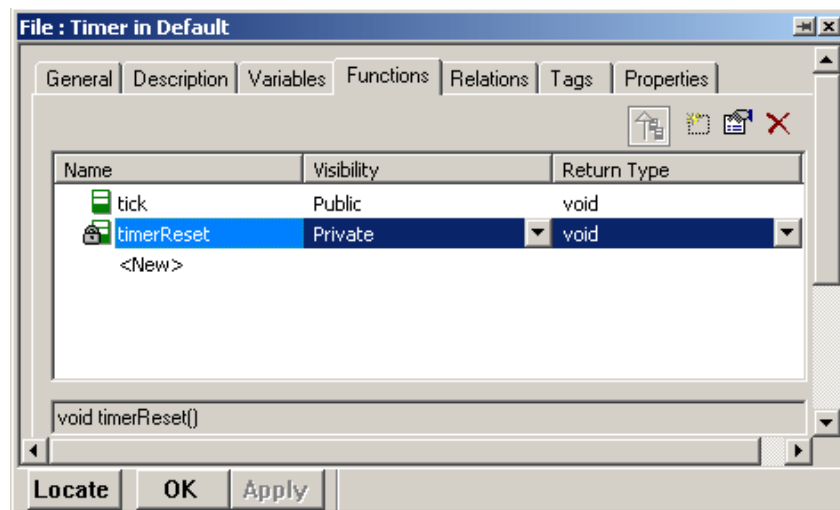 File : Timer in Default
General Description Variables Functions Relations Tags Properties
Name Visibility Return Type
tick Public void
timerReset Private void
<New>
void timerReset()
Locate OK Apply